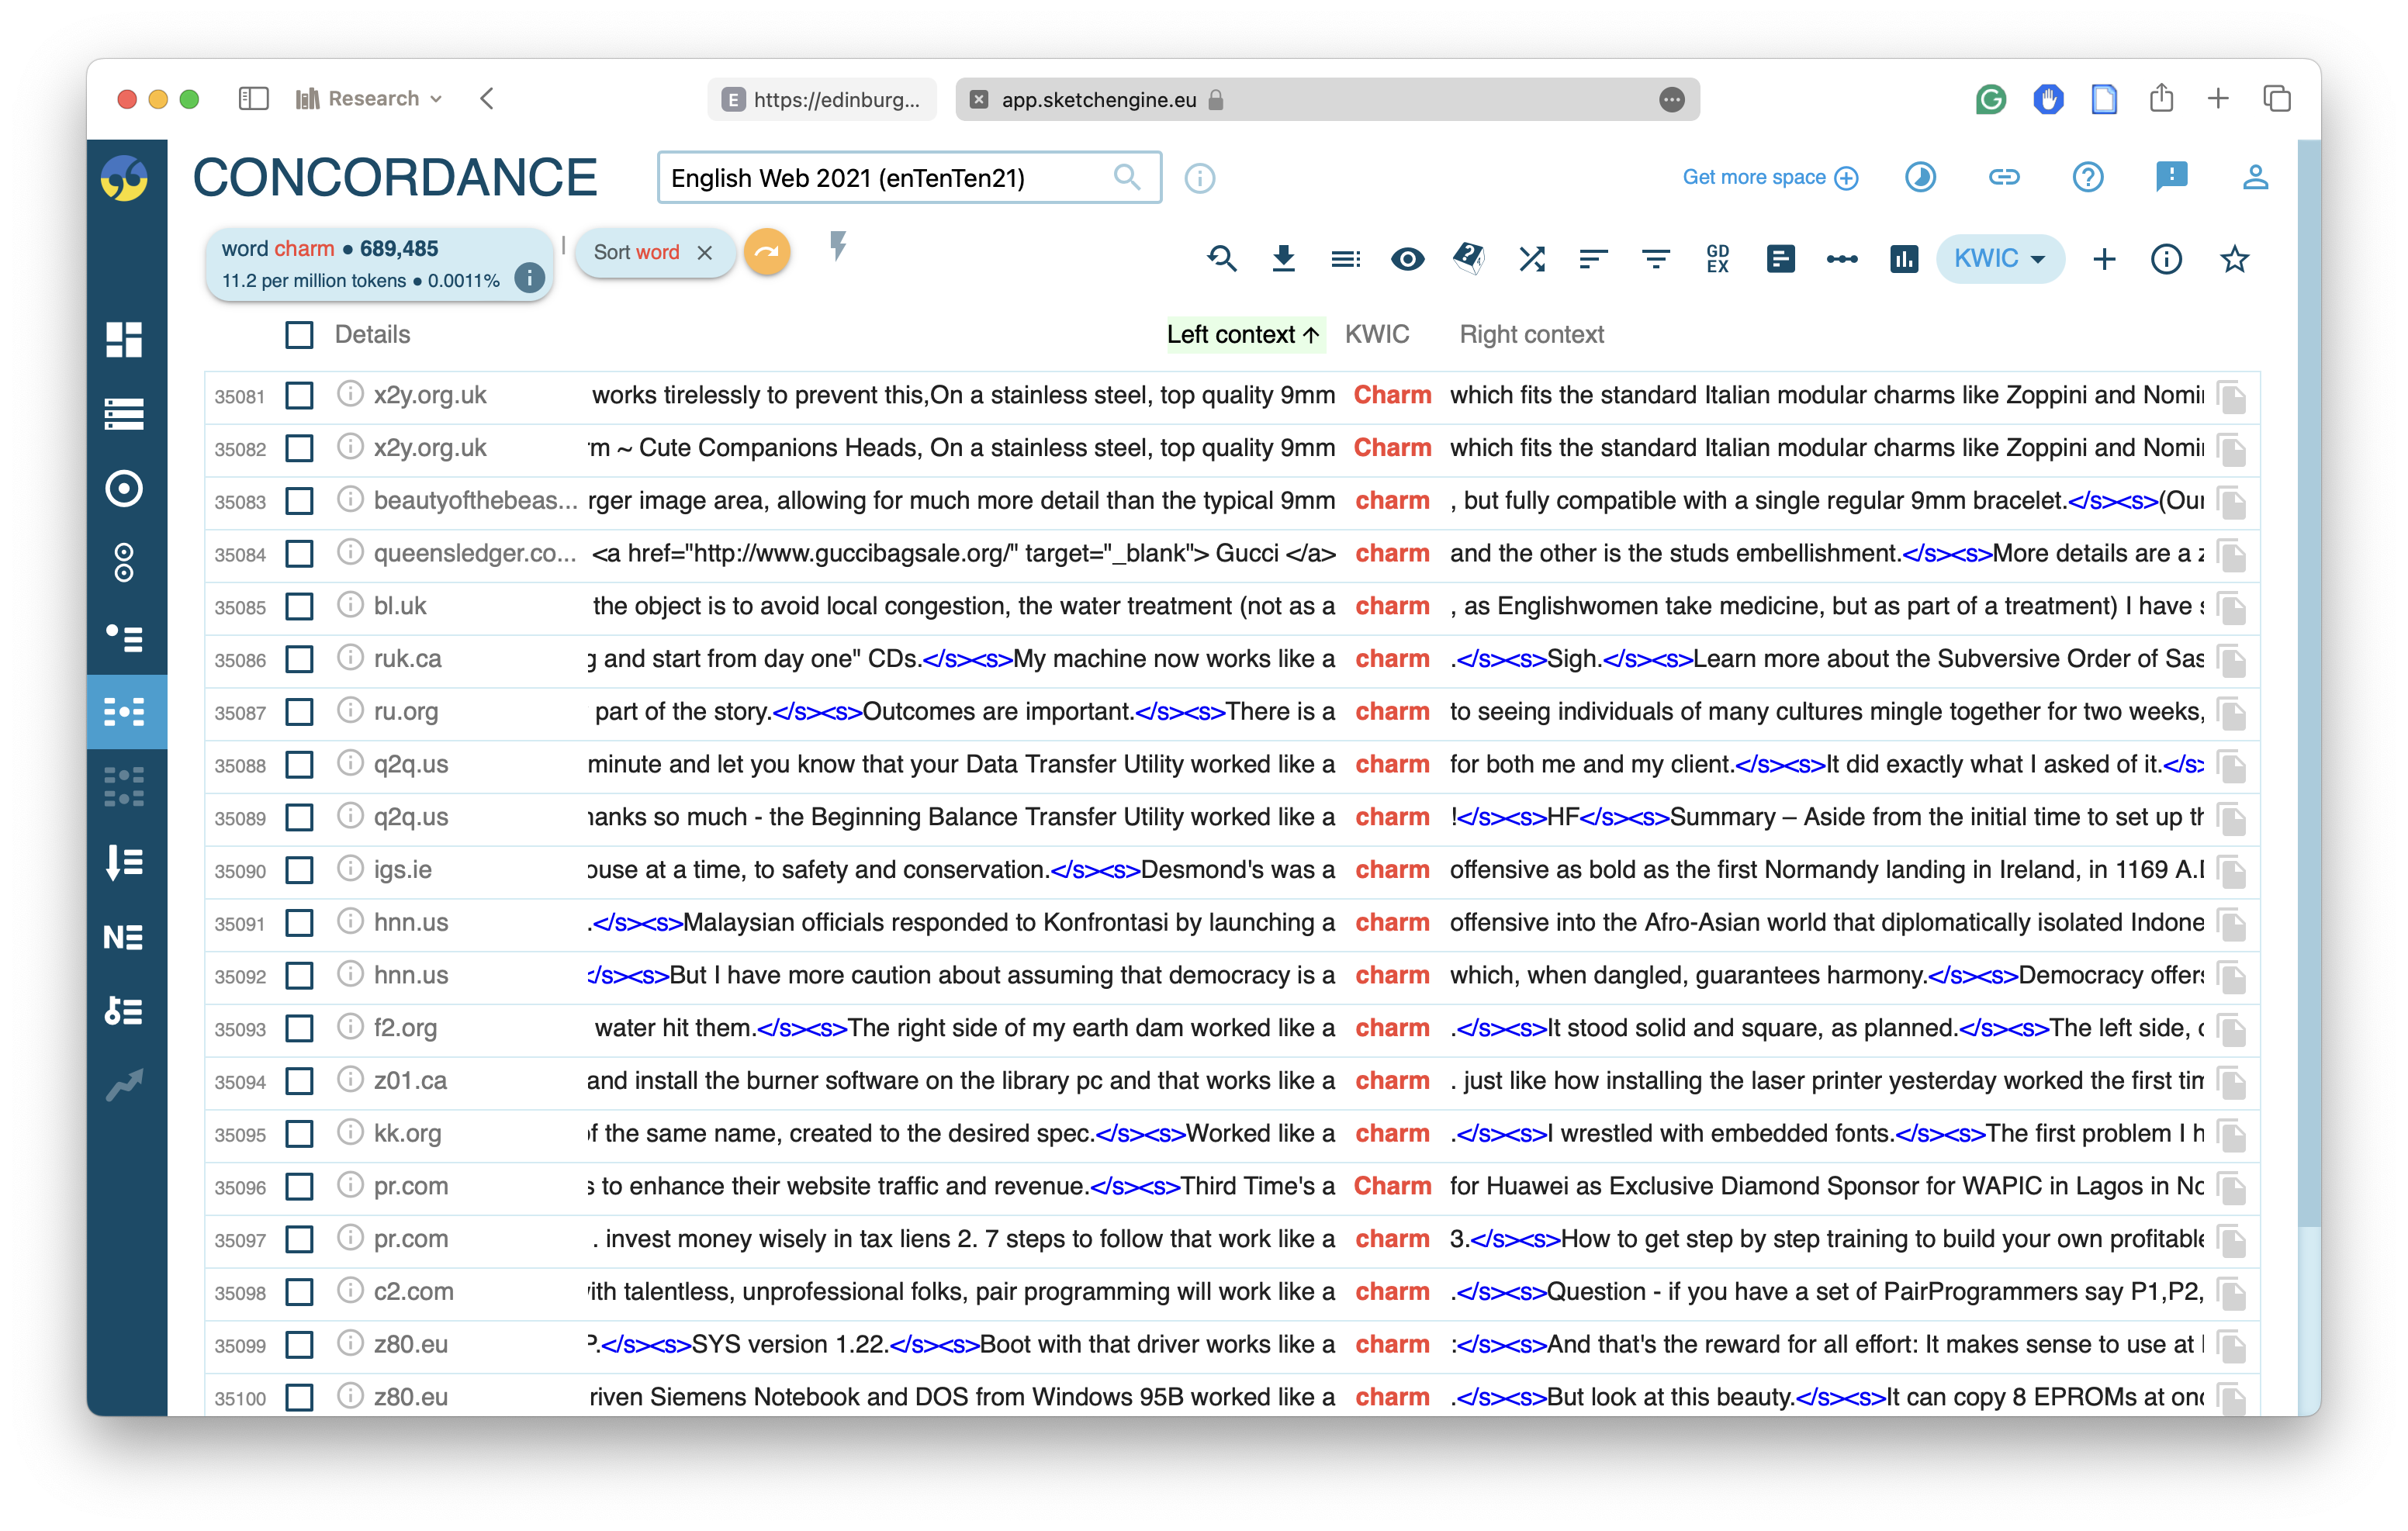 Research
E https://edinburg...
app.sketchengine.eu
CONCORDANCE
English Web 2021 (enTenTen21)
Get more space
word charm • 689,485
11.2 per million tokens • 0.0011%
Sort word
GD
EX
KWIC
Details Left context ↑ KWIC Right context
35081 x2y.org.uk works tirelessly to prevent this,On a stainless steel, top quality 9mm Charm which fits the standard Italian modular charms like Zoppini and
35082 x2y.org.uk ~ Cute Companions Heads, On a stainless steel, top quality 9mm Charm which fits the standard Italian modular charms like Zoppini and
35083 beautyofthebeas... image area, allowing for much more detail than the typical 9mm charm , but fully compatible with a single regular 9mm bracelet.</s><s>(Our
35084 queensledger.co... <a href="http://www.guccibagsale.org/" target="_blank"> Gucci </a> charm and the other is the studs embellishment.</s><s>More details are a
35085 bl.uk the object is to avoid local congestion, the water treatment (not as a charm , as Englishwomen take medicine, but as part of a treatment) I have
35086 ruk.ca and start from day one" CDs.</s><s>My machine now works like a charm .</s><s>Sigh.</s><s>Learn more about the Subversive Order of
35087 ru.org part of the story.</s><s>Outcomes are important.</s><s>There is a charm to seeing individuals of many cultures mingle together for two weeks,
35088 q2q.us minute and let you know that your Data Transfer Utility worked like a charm for both me and my client.</s><s>It did exactly what I asked of it.</s>
35089 q2q.us so much - the Beginning Balance Transfer Utility worked like a charm !</s><s>HF</s><s>Summary – Aside from the initial time to set up
35090 igs.ie at a time, to safety and conservation.</s><s>Desmond's was a charm offensive as bold as the first Normandy landing in Ireland, in 1169
35091 hnn.us .</s><s>Malaysian officials responded to Konfrontasi by launching a charm offensive into the Afro-Asian world that diplomatically isolated
35092 hnn.us </s><s>But I have more caution about assuming that democracy is a charm which, when dangled, guarantees harmony.</s><s>Democracy offers
35093 f2.org water hit them.</s><s>The right side of my earth dam worked like a charm .</s><s>It stood solid and square, as planned.</s><s>The left side,
35094 z01.ca and install the burner software on the library pc and that works like a charm . just like how installing the laser printer yesterday worked the first
35095 kk.org of the same name, created to the desired spec.</s><s>Worked like a charm .</s><s>I wrestled with embedded fonts.</s><s>The first problem I
35096 pr.com to enhance their website traffic and revenue.</s><s>Third Time's a Charm for Huawei as Exclusive Diamond Sponsor for WAPIC in Lagos in
35097 pr.com . invest money wisely in tax liens 2. 7 steps to follow that work like a charm 3.</s><s>How to get step by step training to build your own profitable
35098 c2.com with talentless, unprofessional folks, pair programming will work like a charm .</s><s>Question - if you have a set of PairProgrammers say P1,P2,
35099 z80.eu P.</s><s>SYS version 1.22.</s><s>Boot with that driver works like a charm :</s><s>And that's the reward for all effort: It makes sense to use at
35100 z80.eu Siemens Notebook and DOS from Windows 95B worked like a charm .</s><s>But look at this beauty.</s><s>It can copy 8 EPROMs at